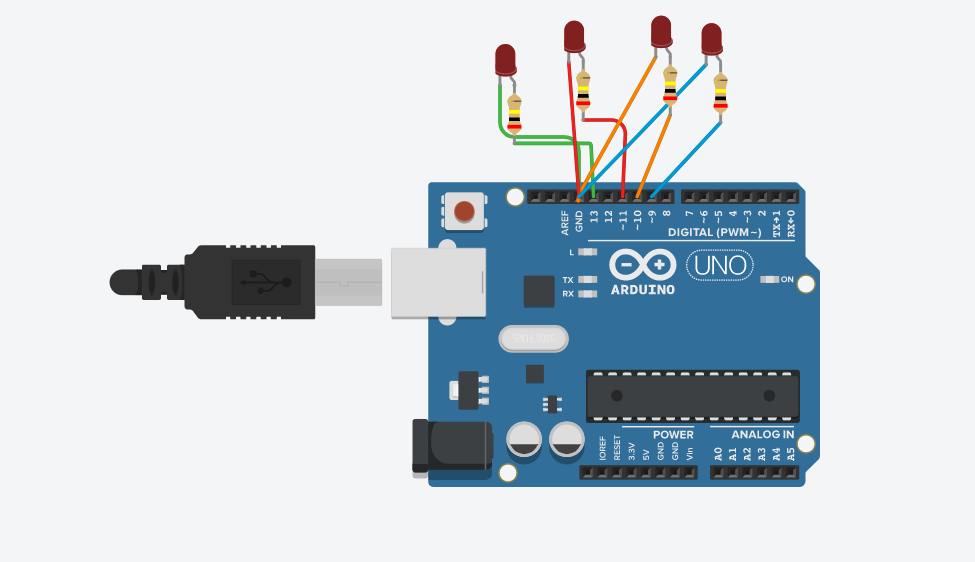 AREF
GND
13
12
~11
~10
~9
8
7
~6
~5
4
~3
2
TX→1
RX←0
DIGITAL (PWM~)
L
TX
RX
ARDUINO
UNO
ON
POWER
ANALOG IN
IOREF
RESET
3.3V
5V
GND
GND
Vin
A0
A1
A2
A3
A4
A5